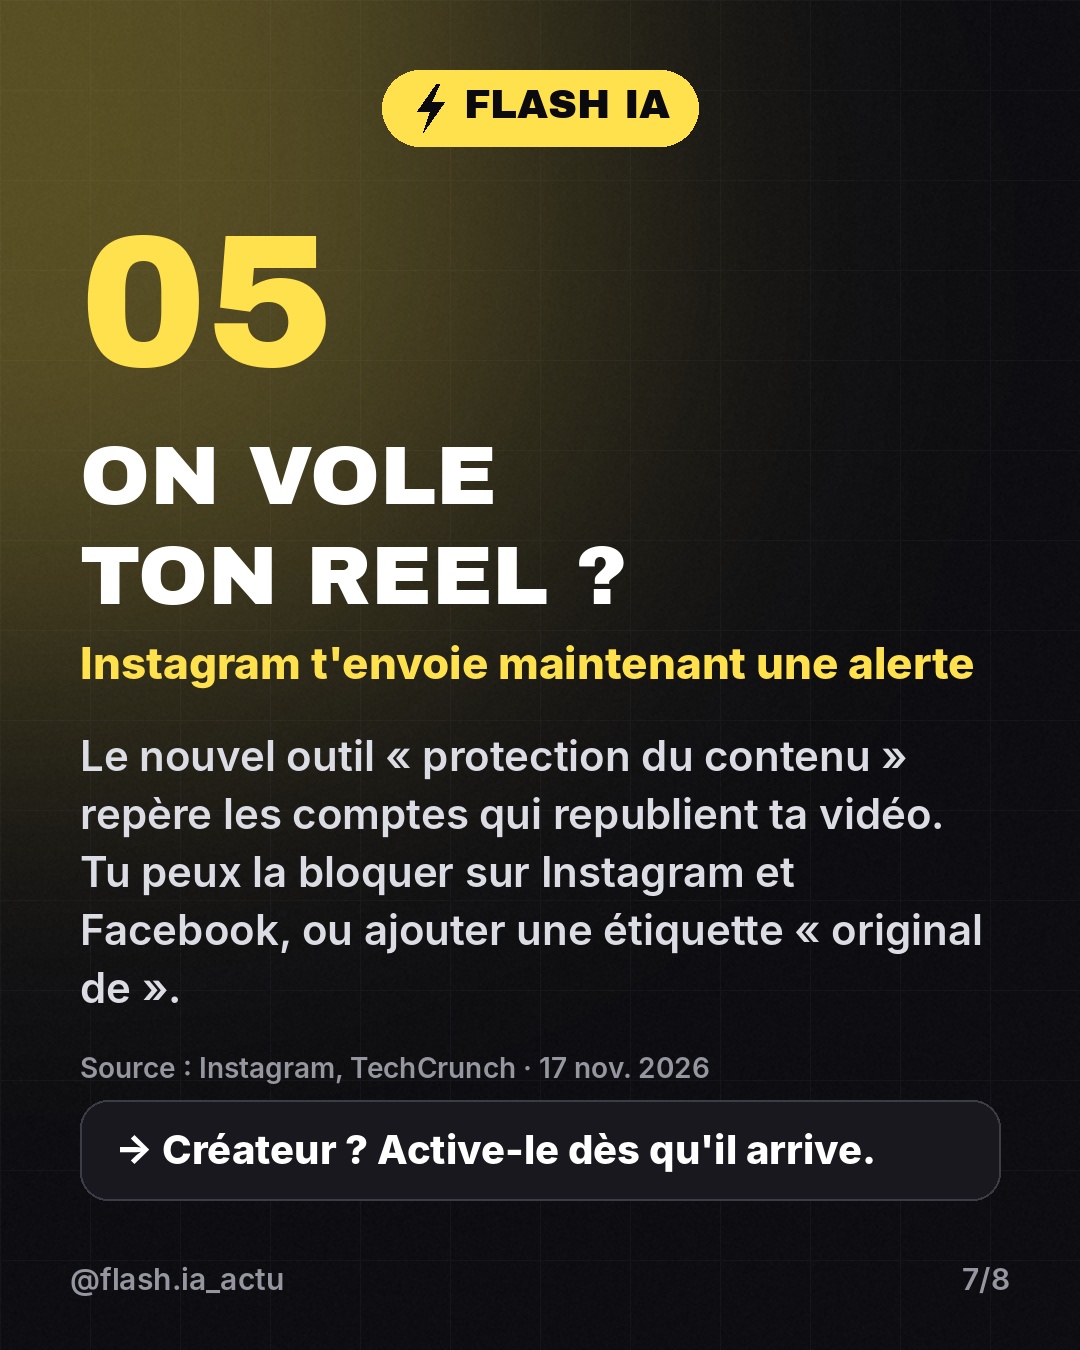 FLASH IA
05
ON VOLE
TON REEL ?
Instagram t'envoie maintenant une alerte
Le nouvel outil « protection du contenu »
repère les comptes qui republient ta vidéo.
Tu peux la bloquer sur Instagram et
Facebook, ou ajouter une étiquette « original
de ».
Source : Instagram, TechCrunch · 17 nov. 2026
→ Créateur ? Active-le dès qu'il arrive.
@flash.ia_actu
7/8